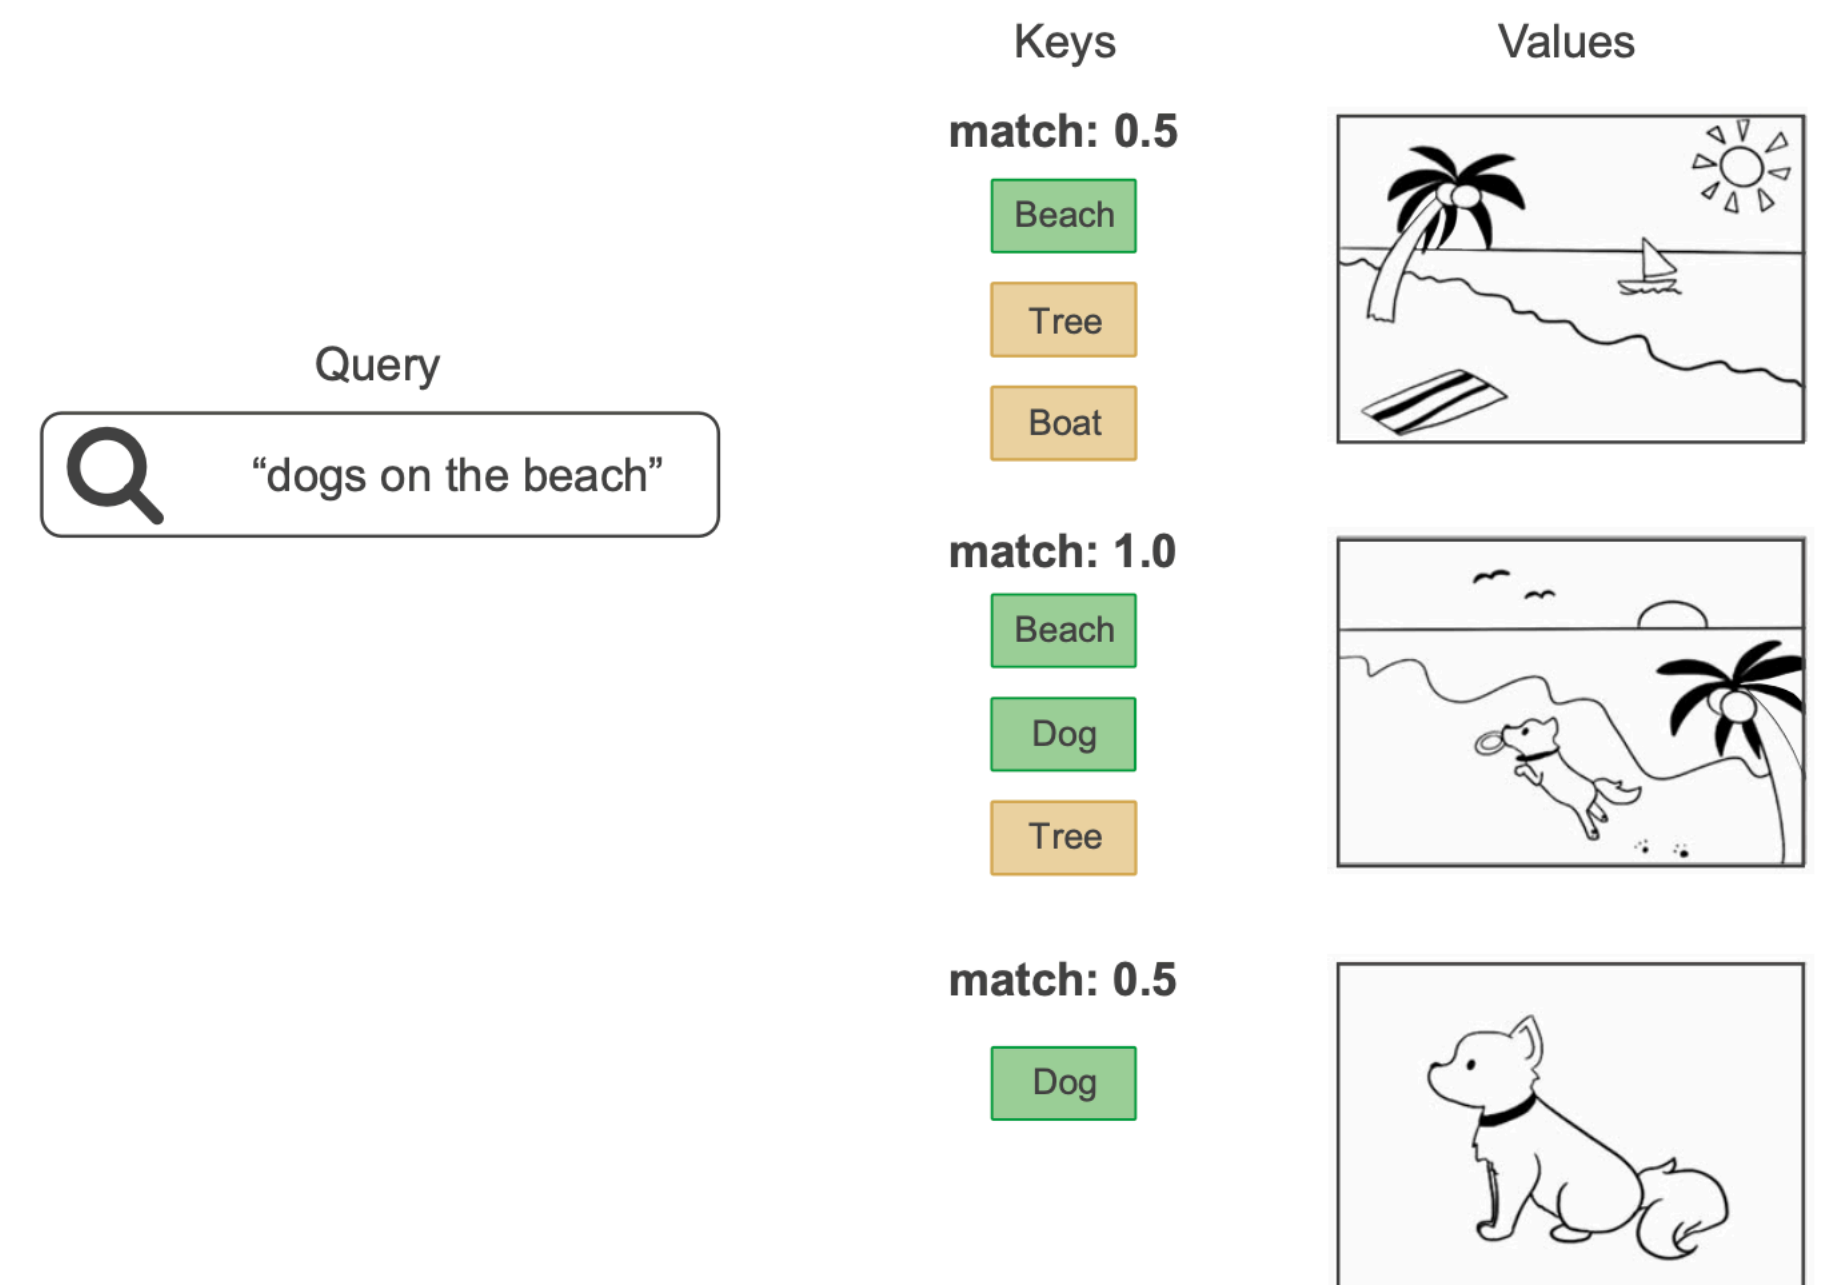 Keys
Values
match: 0.5
Beach
Tree
Boat
Query
“dogs on the beach”
match: 1.0
Beach
Dog
Tree
match: 0.5
Dog